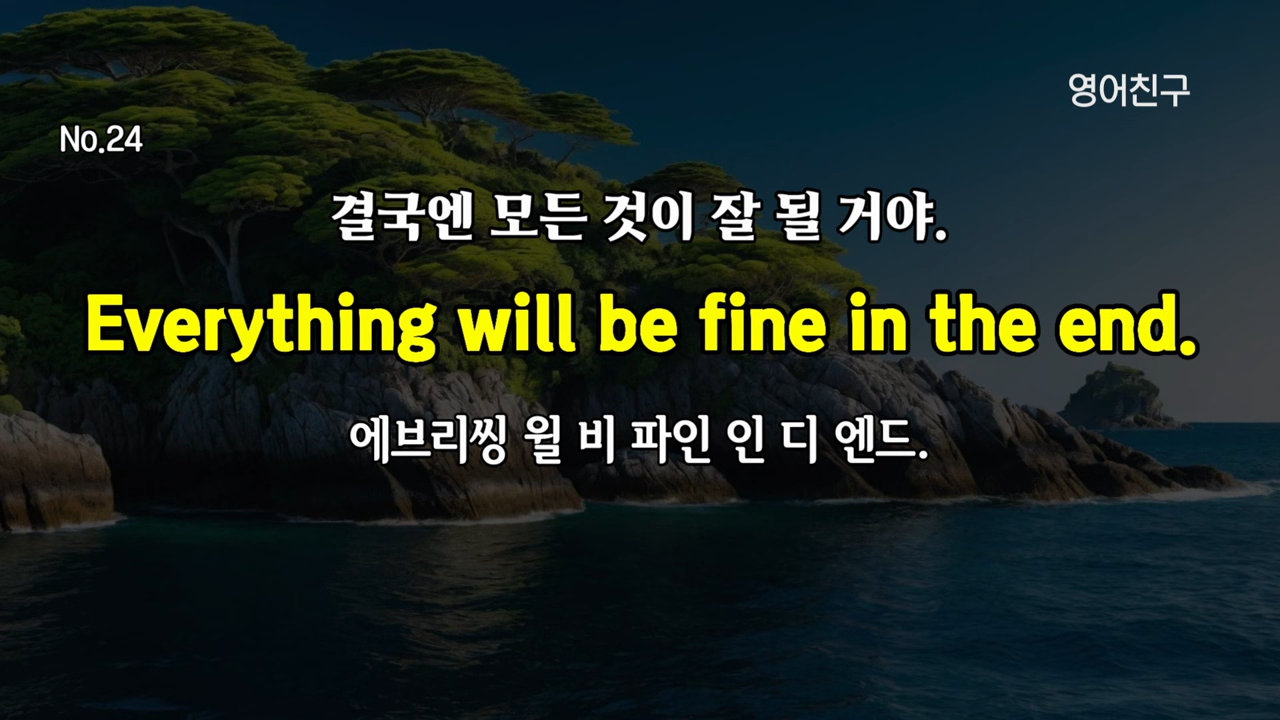 영어친구
No.24
결국엔 모든 것이 잘 될 거야.
Everything will be fine in the end.
에브리씽 윌 비 파인 인 디 엔드.